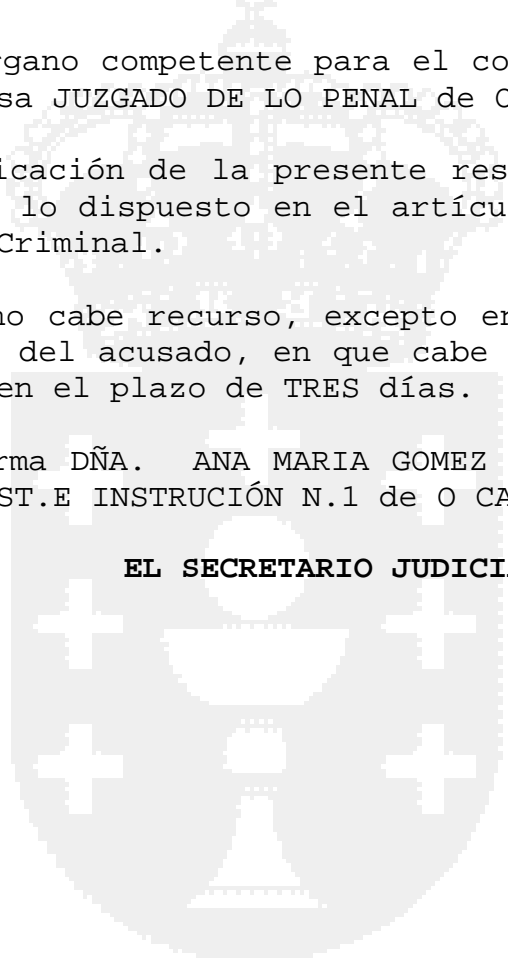 rgano competente para el co
sa JUZGADO DE LO PENAL de O
icación de la presente res
lo dispuesto en el artícu
Criminal.
no cabe recurso, excepto en
del acusado, en que cabe
en el plazo de TRES días.
rma DÑA. ANA MARIA GOMEZ
ST.E INSTRUCIÓN N.1 de O CA
EL SECRETARIO JUDICI